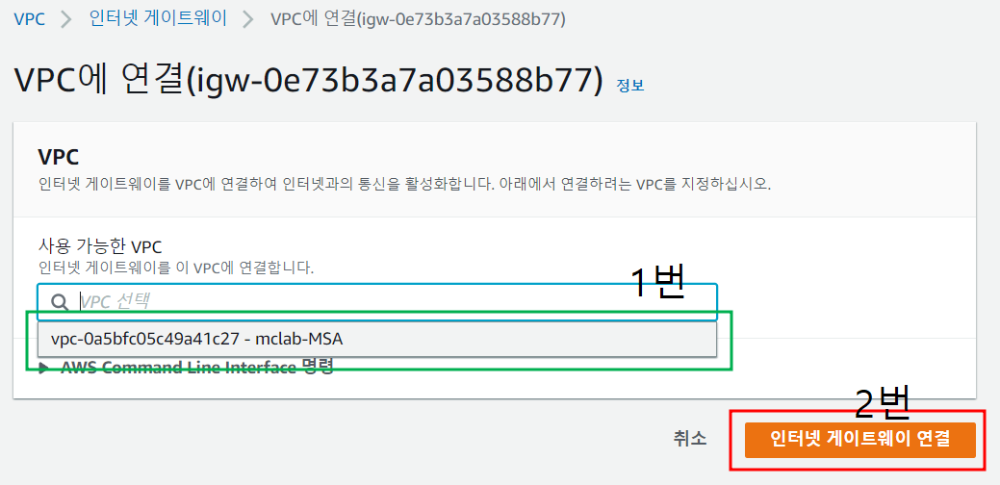 VPC > 인터넷 게이트웨이 > VPC에 연결(igw-0e73b3a7a03588b77)
VPC에 연결(igw-0e73b3a7a03588b77) 정보
VPC
인터넷 게이트웨이를 VPC에 연결하여 인터넷과의 통신을 활성화합니다. 아래에서 연결하려는 VPC를 지정하십시오.
사용 가능한 VPC
인터넷 게이트웨이를 이 VPC에 연결합니다.
1번
VPC 선택
vpc-0a5bfc05c49a41c27 - mclab-MSA
AWS Command Line Interface 명령
2번
취소 인터넷 게이트웨이 연결